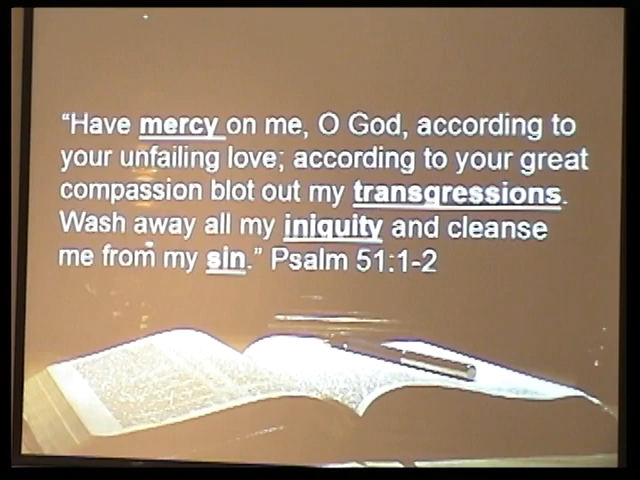 “Have mercy on me, O God, according to
your unfailing love; according to your great
compassion blot out my transgressions.
Wash away all my iniquity and cleanse
me from my sin.” Psalm 51:1-2